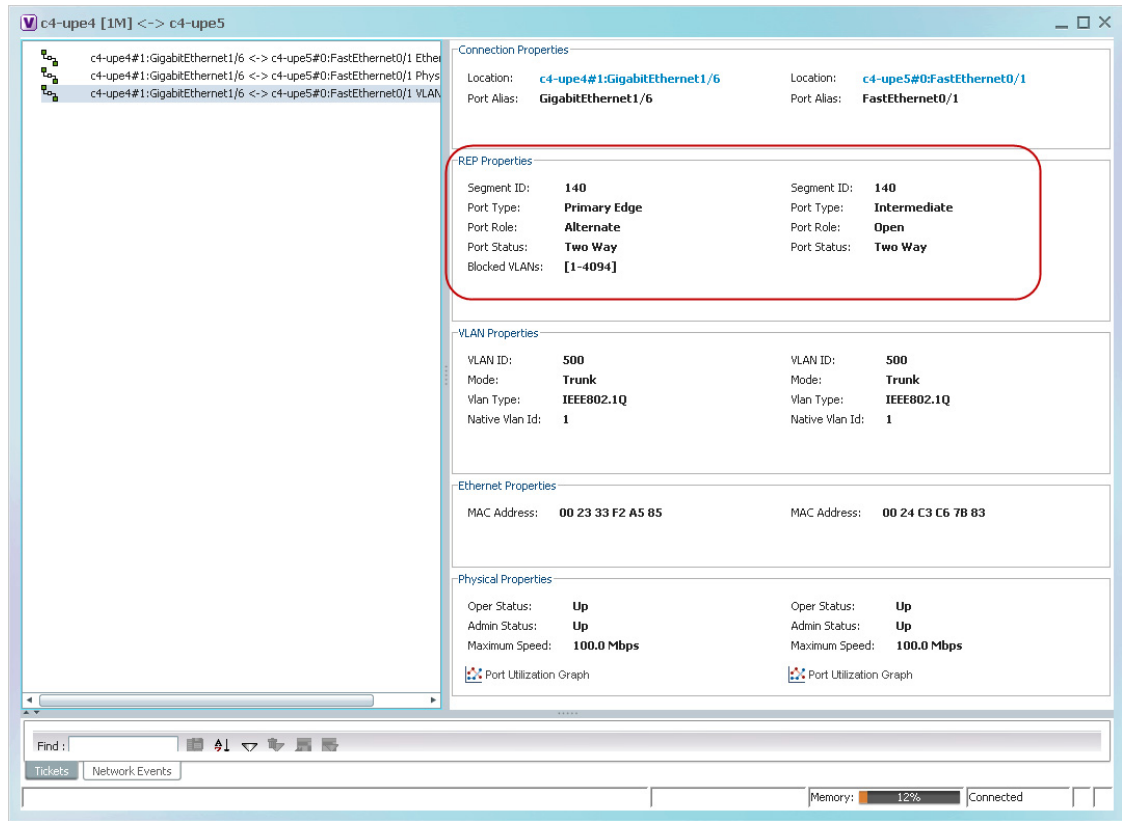 V c4-upe4 [1M] <-> c4-upe5
c4-upe4#1:GigabitEthernet1/6 <-> c4-upe5#0:FastEthernet0/1 Ether
c4-upe4#1:GigabitEthernet1/6 <-> c4-upe5#0:FastEthernet0/1 Phys
c4-upe4#1:GigabitEthernet1/6 <-> c4-upe5#0:FastEthernet0/1 VLAN
Connection Properties
Location: c4-upe4#1:GigabitEthernet1/6 Location: c4-upe5#0:FastEthernet0/1
Port Alias: GigabitEthernet1/6 Port Alias: FastEthernet0/1
REP Properties
Segment ID: 140 Segment ID: 140
Port Type: Primary Edge Port Type: Intermediate
Port Role: Alternate Port Role: Open
Port Status: Two Way Port Status: Two Way
Blocked VLANs: [1-4094]
VLAN Properties
VLAN ID: 500 VLAN ID: 500
Mode: Trunk Mode: Trunk
Vlan Type: IEEE802.1Q Vlan Type: IEEE802.1Q
Native Vlan Id: 1 Native Vlan Id: 1
Ethernet Properties
MAC Address: 00 23 33 F2 A5 85 MAC Address: 00 24 C3 C6 7B 83
Physical Properties
Oper Status: Up Oper Status: Up
Admin Status: Up Admin Status: Up
Maximum Speed: 100.0 Mbps Maximum Speed: 100.0 Mbps
Port Utilization Graph Port Utilization Graph
Find :
Tickets Network Events
Memory: 12% Connected